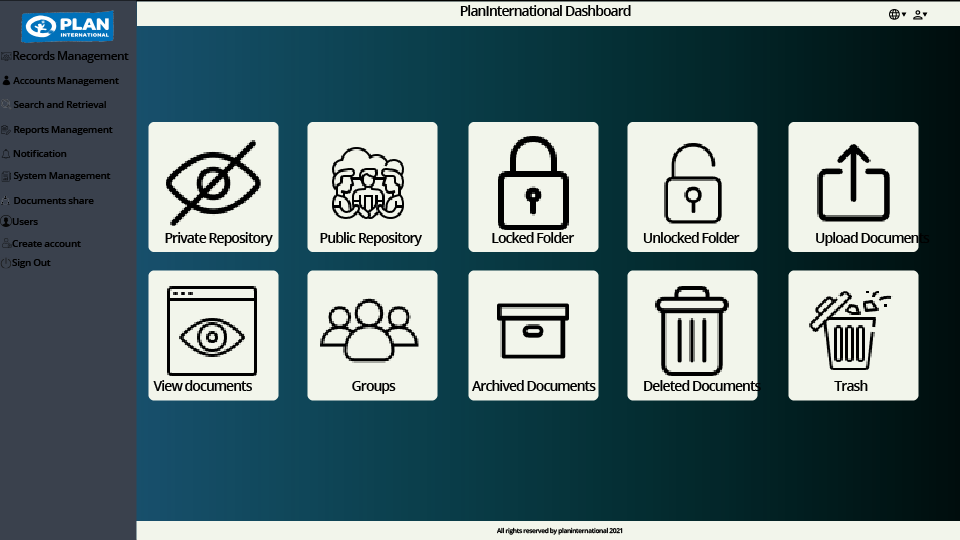 PlanInternational Dashboard
PLAN
INTERNATIONAL
Records Management
Accounts Management
Search and Retrieval
Reports Management
Notification
System Management
Documents share
Users
Create account
Sign Out
Private Repository
Public Repository
Locked Folder
Unlocked Folder
Upload Documents
View documents
Groups
Archived Documents
Deleted Documents
Trash
All rights reserved by planinternational 2021